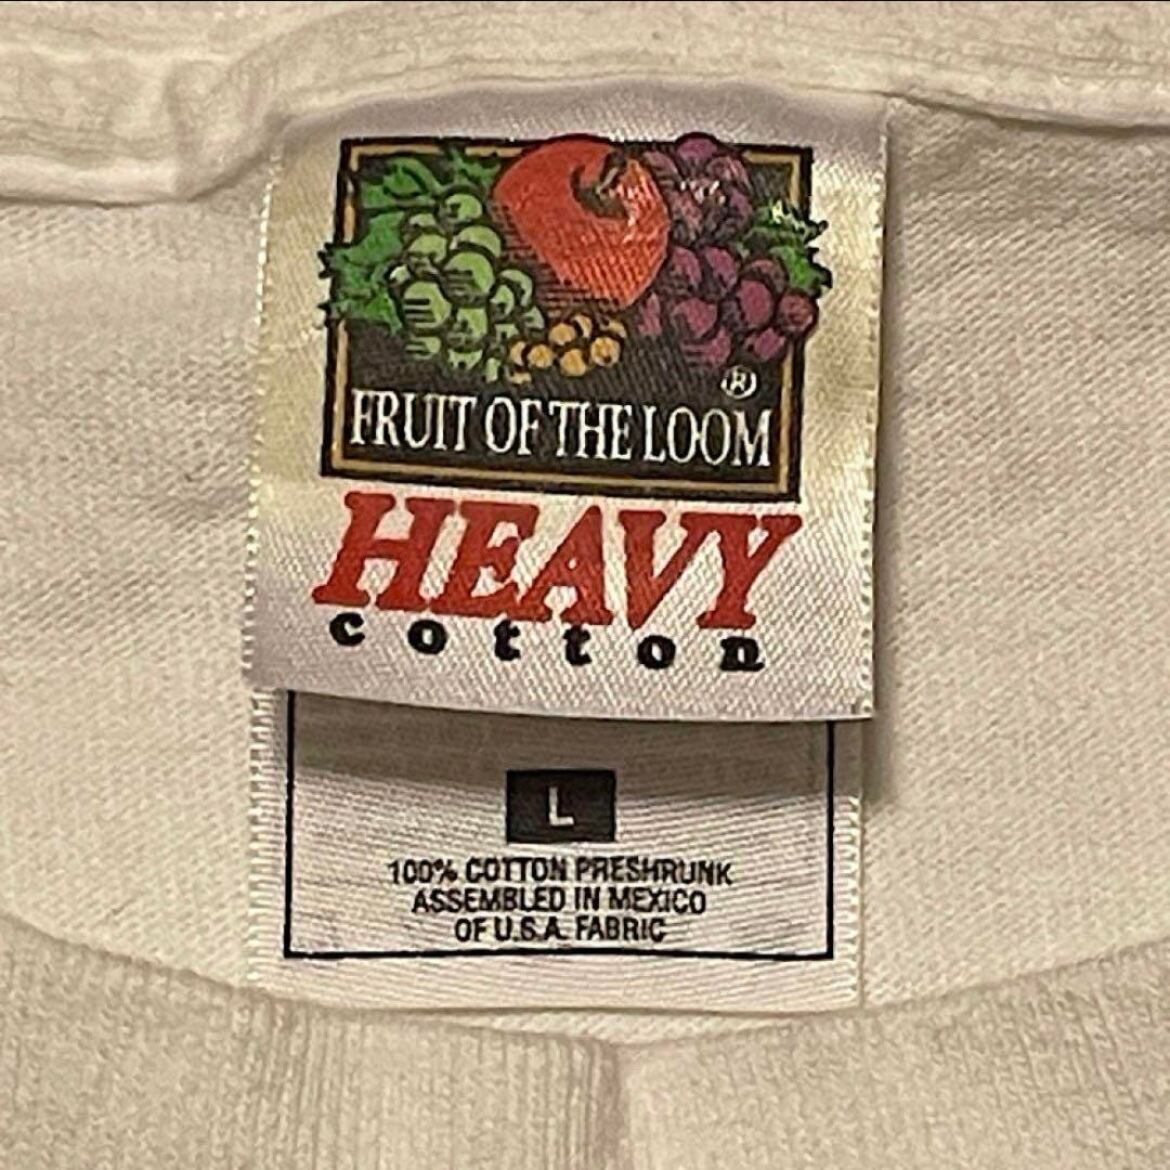 ®
FRUIT OF THE LOOM
HEAVY
cotton
L
100% COTTON PRESHRUNK
ASSEMBLED IN MEXICO
OF U.S.A. FABRIC